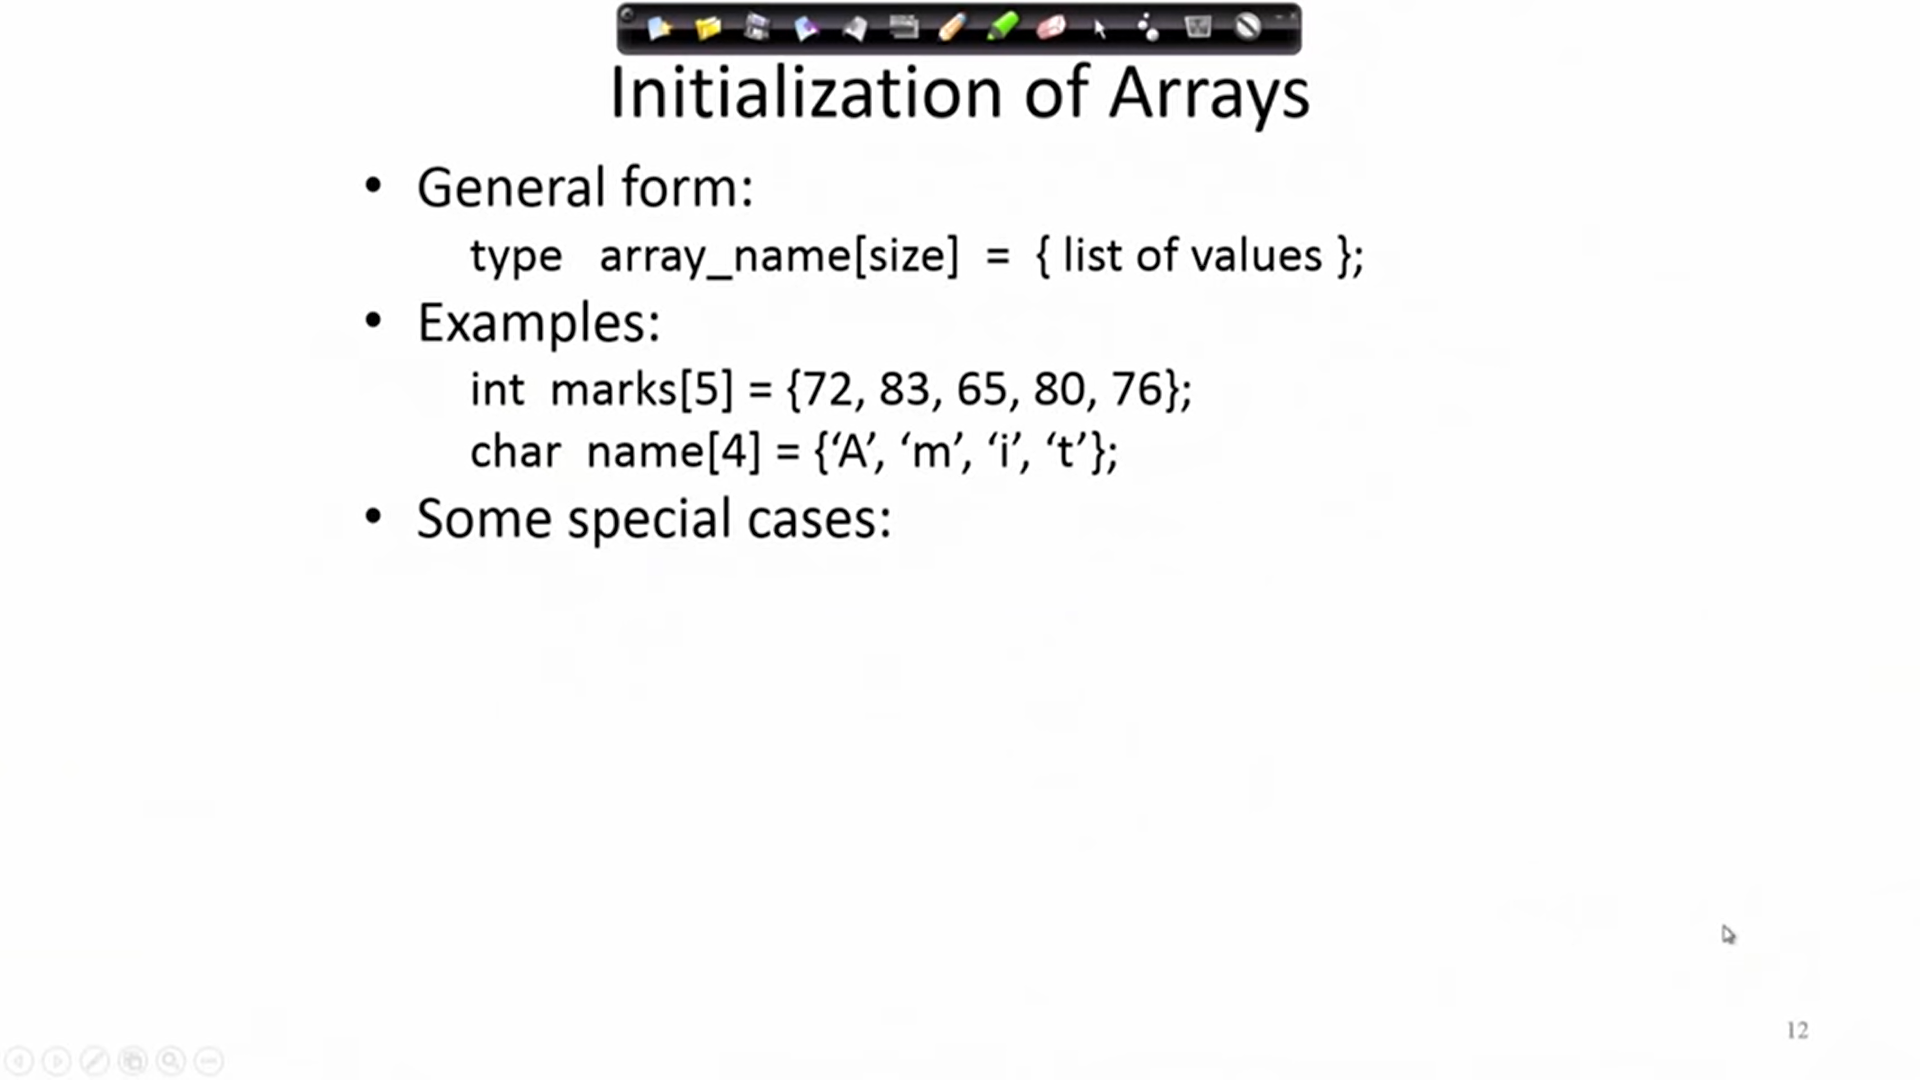 Initialization of Arrays
• General form:
type array_name[size] = { list of values };
• Examples:
int marks[5] = {72, 83, 65, 80, 76};
char name[4] = {‘A’, ‘m’, ‘i’, ‘t’};
• Some special cases:
12